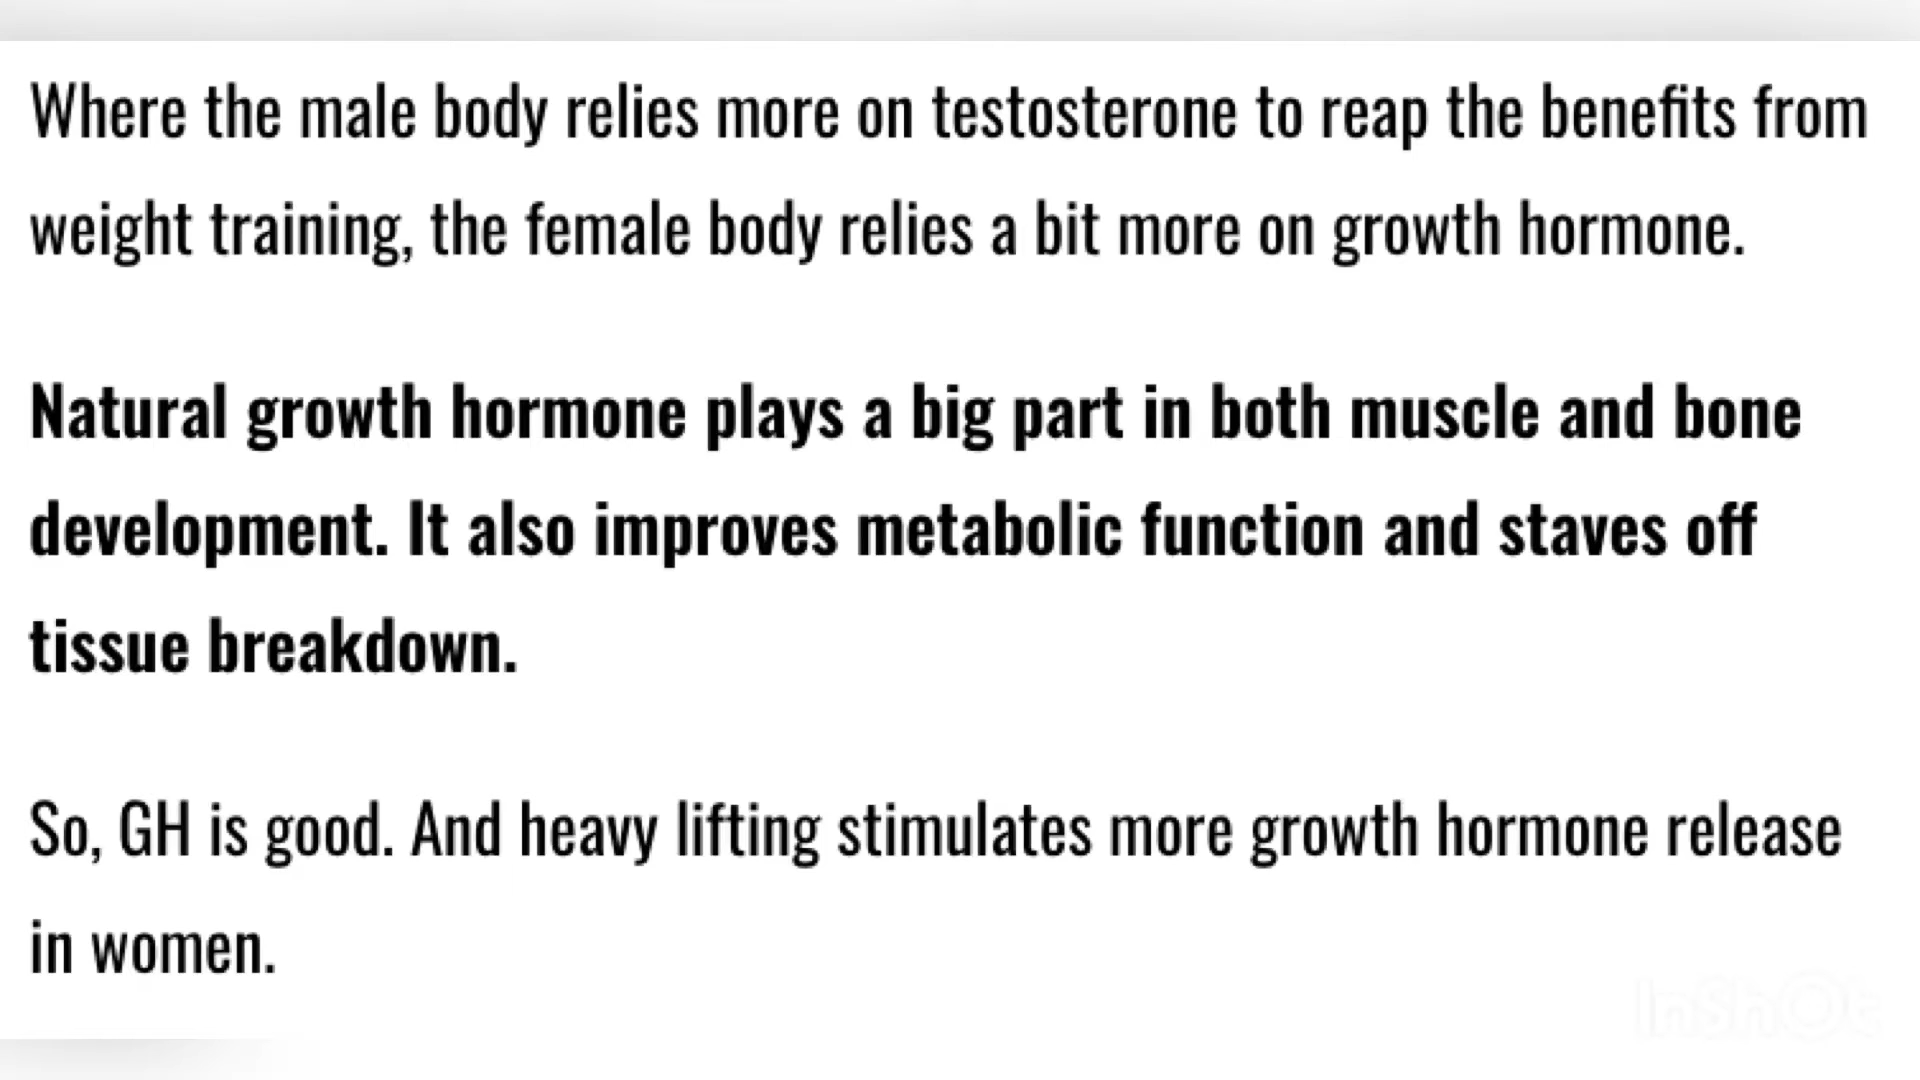 Where the male body relies more on testosterone to reap the benefits from
weight training, the female body relies a bit more on growth hormone.
Natural growth hormone plays a big part in both muscle and bone
development. It also improves metabolic function and staves off
tissue breakdown.
So, GH is good. And heavy lifting stimulates more growth hormone release
in women.
InShOt